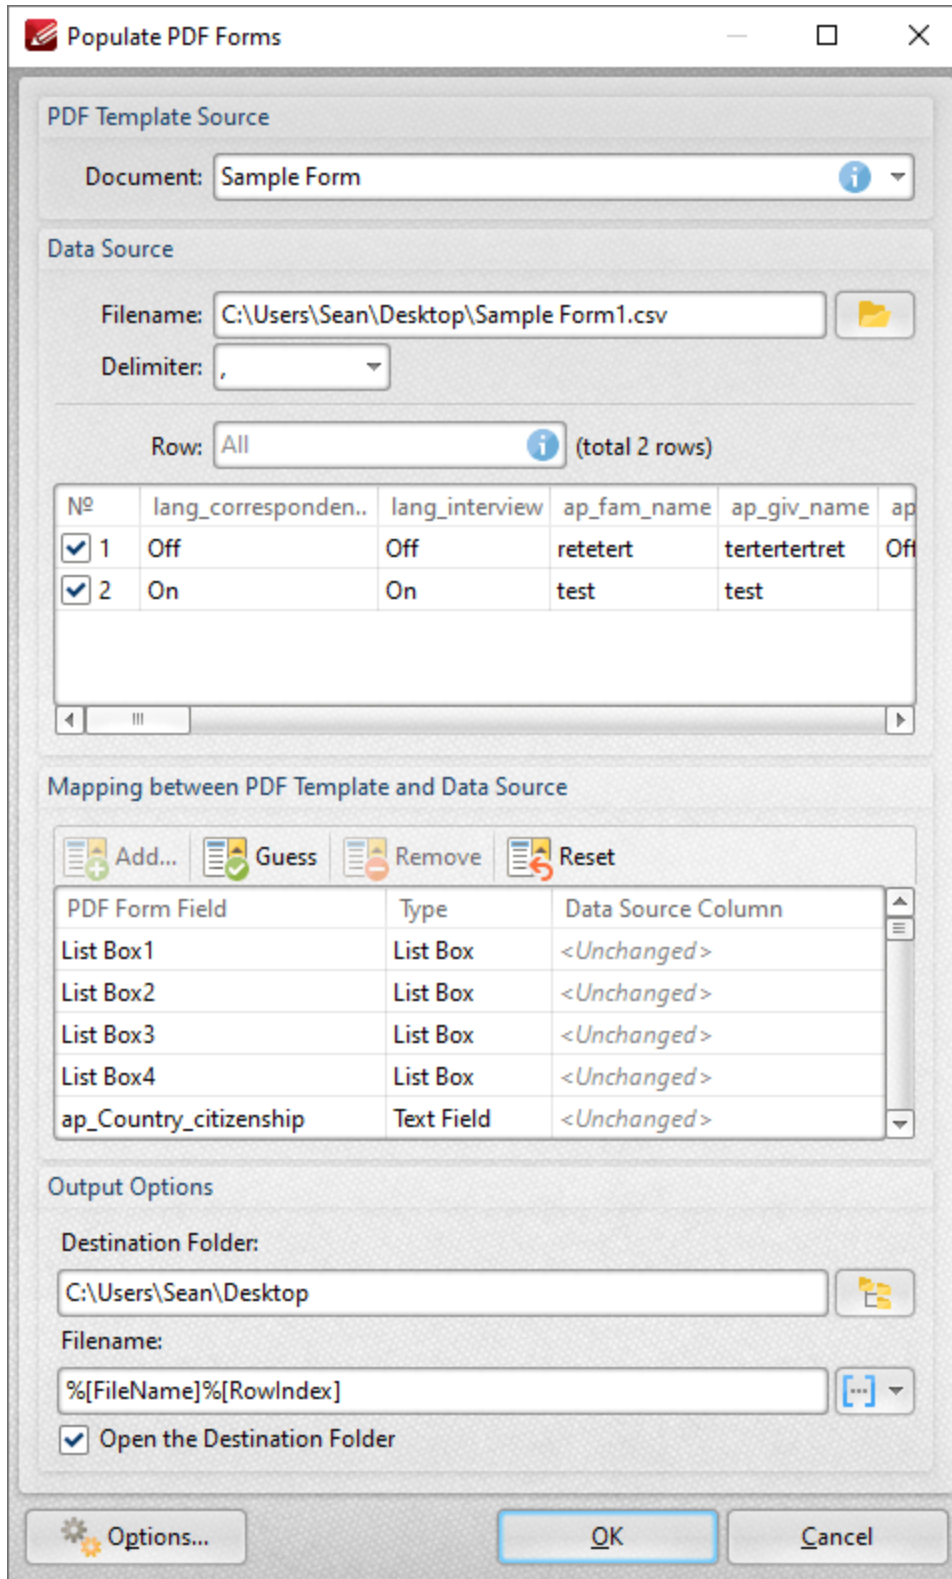 Populate PDF Forms
PDF Template Source
Document: Sample Form
Data Source
Filename: C:\Users\Sean\Desktop\Sample Form1.csv
Delimiter: ,
Row: All (total 2 rows)
Nº lang_corresponden.. lang_interview ap_fam_name ap_giv_name ap
1 Off Off retetert tertertertret Off
2 On On test test
Mapping between PDF Template and Data Source
Add... Guess Remove Reset
PDF Form Field Type Data Source Column
List Box1 List Box <Unchanged>
List Box2 List Box <Unchanged>
List Box3 List Box <Unchanged>
List Box4 List Box <Unchanged>
ap_Country_citizenship Text Field <Unchanged>
Output Options
Destination Folder:
C:\Users\Sean\Desktop
Filename:
%[FileName]%[RowIndex]
Open the Destination Folder
Options... OK Cancel